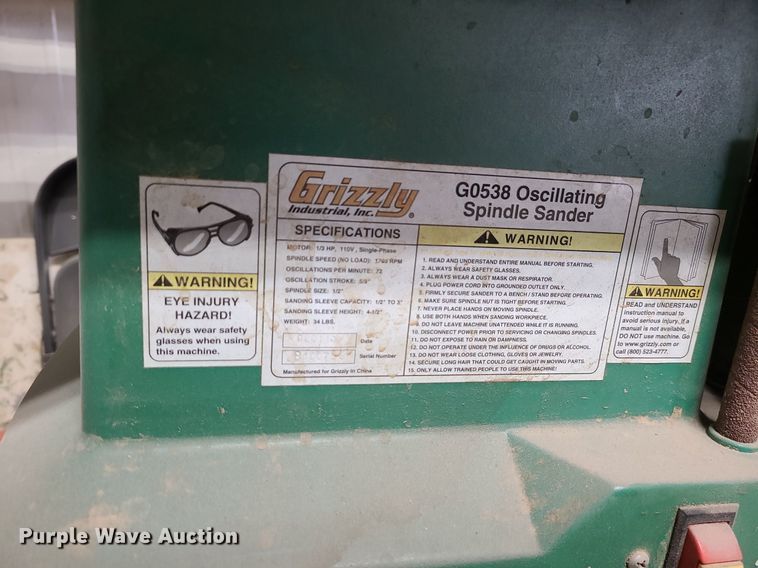 WARNING!
EYE INJURY
HAZARD!
Always wear safety
glasses when using
this machine.
Grizzly
Industrial, Inc.®
G0538 Oscillating
Spindle Sander
SPECIFICATIONS
MOTOR: 1/3 HP, 110V, Single-Phase
SPINDLE SPEED (NO LOAD): RPM
OSCILLATIONS PER MINUTE: 72
OSCILLATION STROKE: 5/8"
SPINDLE SIZE: 1/2"
SANDING SLEEVE CAPACITY: 1/2" TO 3"
SANDING SLEEVE HEIGHT: 4-1/2"
WEIGHT: 34 LBS.
Date
Serial Number
Manufactured for Grizzly in China
WARNING!
1. READ AND UNDERSTAND ENTIRE MANUAL BEFORE STARTING.
2. ALWAYS WEAR SAFETY GLASSES.
3. ALWAYS WEAR A DUST MASK OR RESPIRATOR.
4. PLUG POWER CORD INTO GROUNDED OUTLET ONLY.
5. FIRMLY SECURE SANDER TO A BENCH / STAND BEFORE OPERATING.
6. MAKE SURE SPINDLE NUT IS TIGHT BEFORE STARTING.
7. NEVER PLACE HANDS ON MOVING SPINDLE.
8. USE BOTH HANDS WHEN SANDING WORKPIECE.
9. DO NOT LEAVE MACHINE UNATTENDED WHILE IT IS RUNNING.
10. DISCONNECT POWER PRIOR TO SERVICING OR CHANGING SPINDLES.
11. DO NOT EXPOSE TO RAIN OR DAMPNESS.
12. DO NOT OPERATE UNDER THE INFLUENCE OF DRUGS OR ALCOHOL.
13. DO NOT WEAR LOOSE CLOTHING, GLOVES OR JEWELRY.
14. SECURE LONG HAIR THAT COULD GET CAUGHT IN MOVING PARTS.
15. ONLY ALLOW TRAINED PEOPLE TO USE THIS MACHINE!
WARNING!
READ and UNDERSTAND
instruction manual to
avoid serious injury. If a
manual is not available,
DO NOT use machine. Go
to www.grizzly.com or
call (800) 523-4777.
Purple Wave Auction